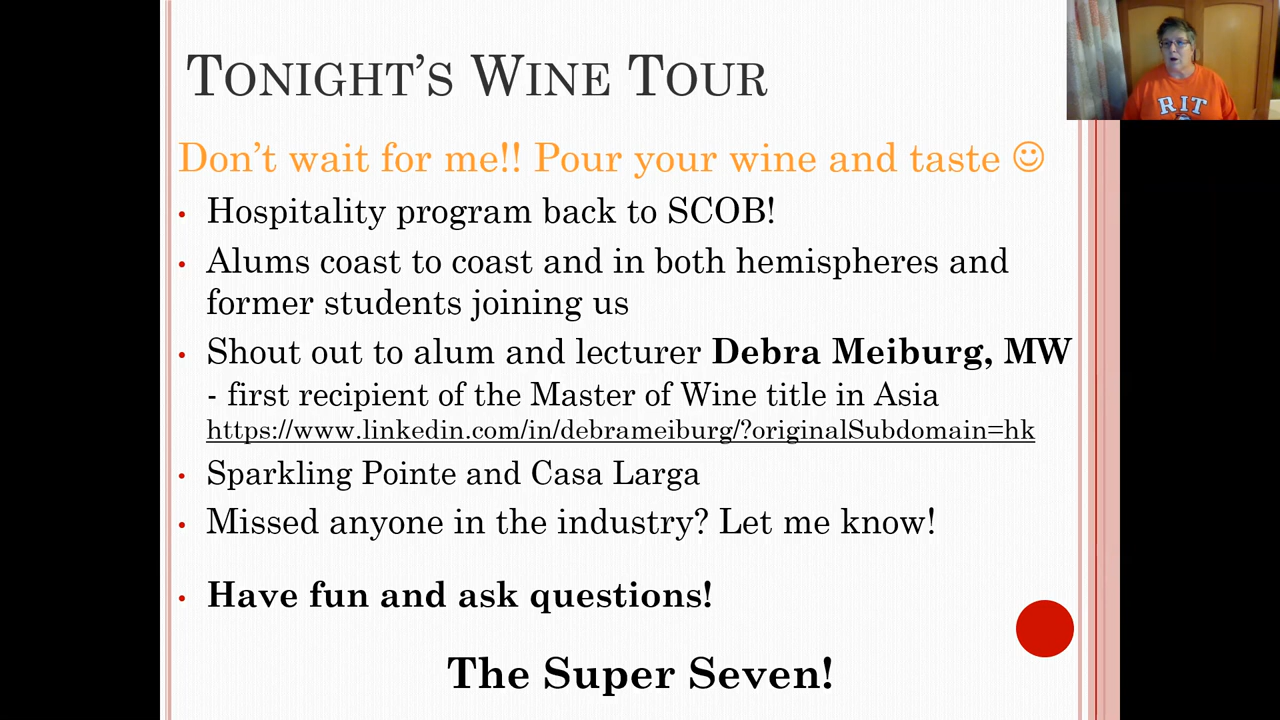 TONIGHT'S WINE TOUR
RIT
Don't wait for me!! Pour your wine and taste ☺
• Hospitality program back to SCOB!
• Alums coast to coast and in both hemispheres and
former students joining us
• Shout out to alum and lecturer Debra Meiburg, MW
- first recipient of the Master of Wine title in Asia
https://www.linkedin.com/in/debrameiburg/?originalSubdomain=hk
• Sparkling Pointe and Casa Larga
• Missed anyone in the industry? Let me know!
• Have fun and ask questions!
The Super Seven!